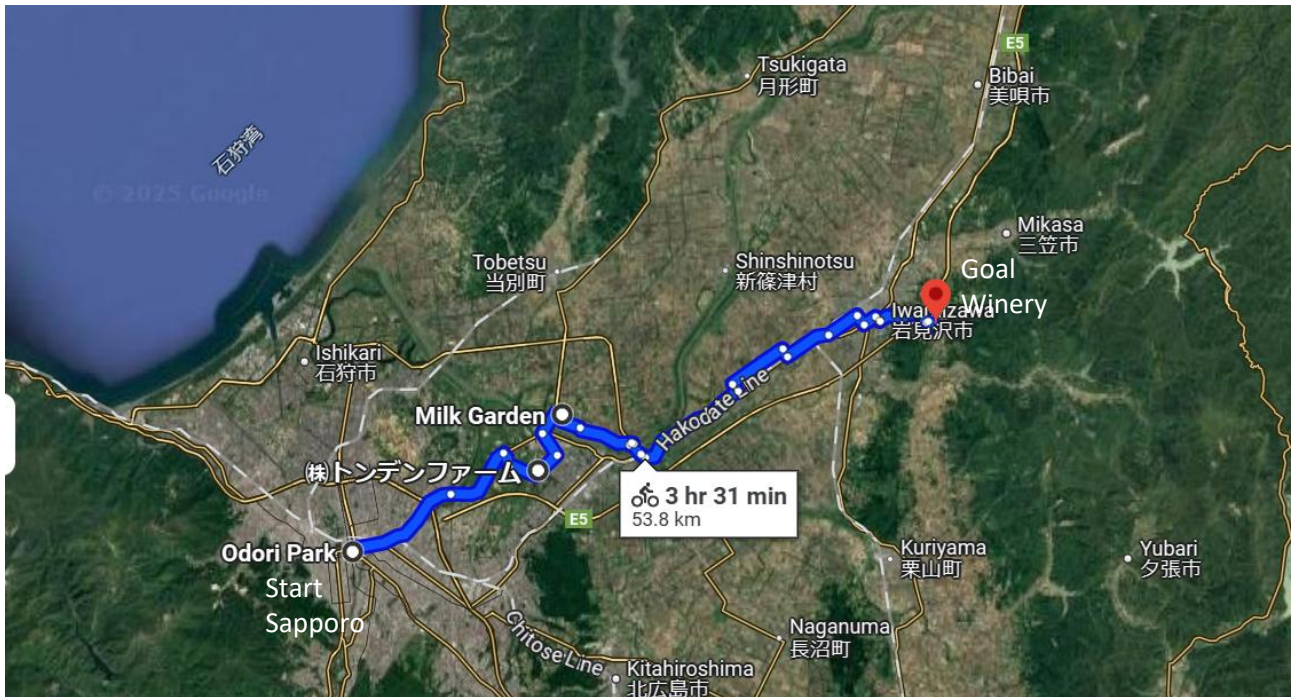 石狩湾
© 2025 Google
E5
Tsukigata
月形町
Bibai
美唄市
Mikasa
三笠市
Tobetsu
当別町
Shinshinotsu
新篠津村
Goal
Winery
Iwamizawa
岩見沢市
Ishikari
石狩市
Milk Garden
Hakodate Line
㈱トンデンファーム
3 hr 31 min
53.8 km
E5
Odori Park
Start
Sapporo
Kuriyama
栗山町
Yubari
夕張市
Chitose Line
Naganuma
長沼町
Kitahiroshima
北広島市